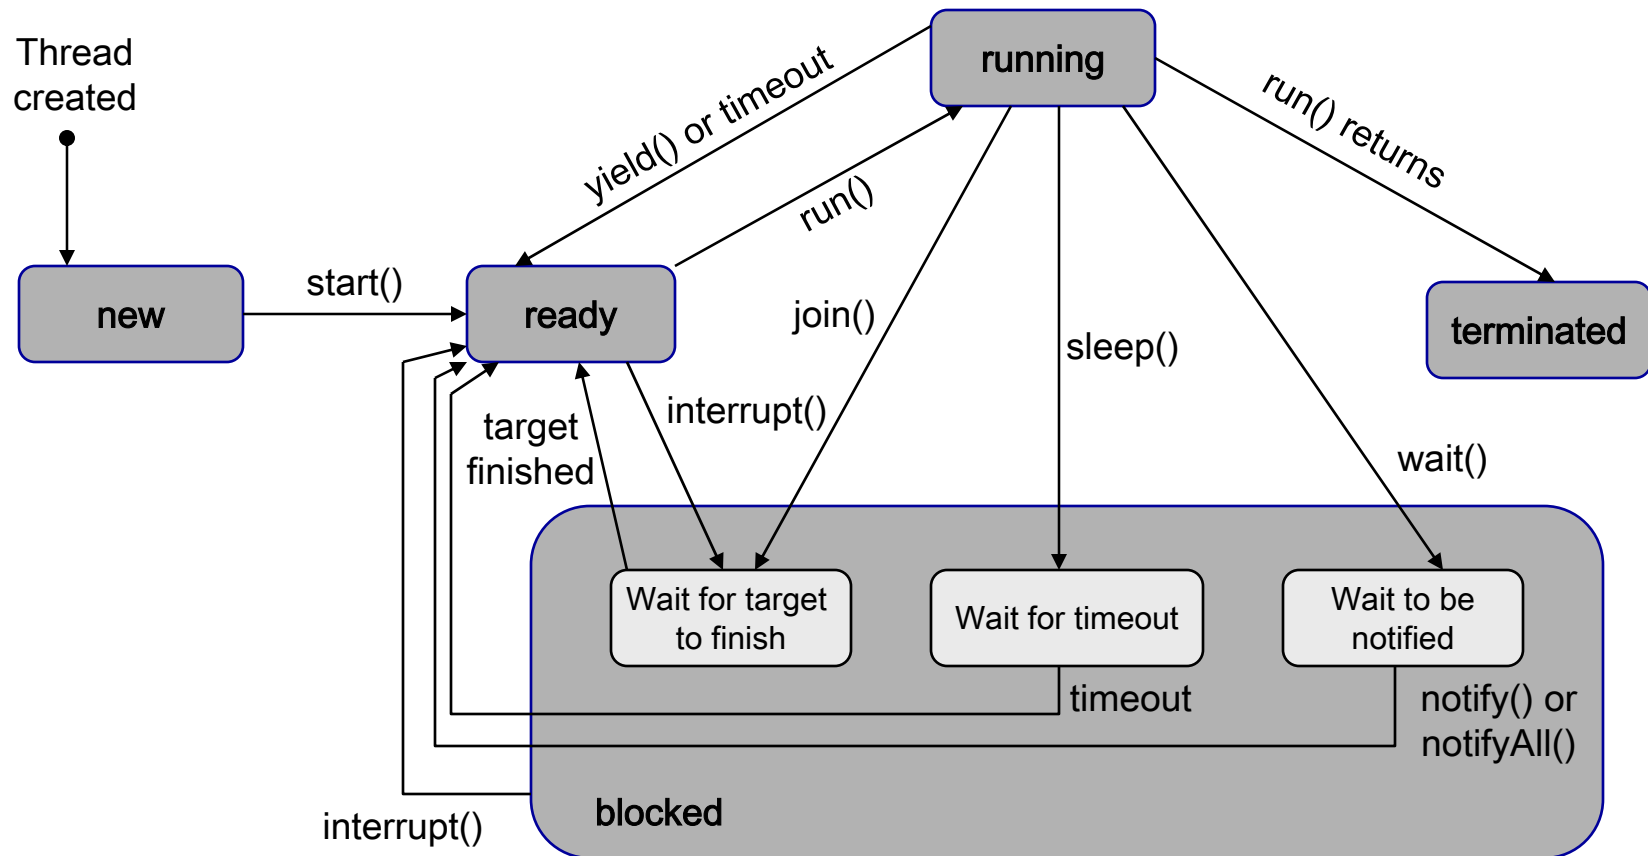 Thread
created
running
yield() or timeout
run() returns
run()
new
start()
ready
join()
sleep()
terminated
target
finished
interrupt()
wait()
Wait for target
to finish
Wait for timeout
Wait to be
notified
timeout
notify() or
notifyAll()
interrupt()
blocked